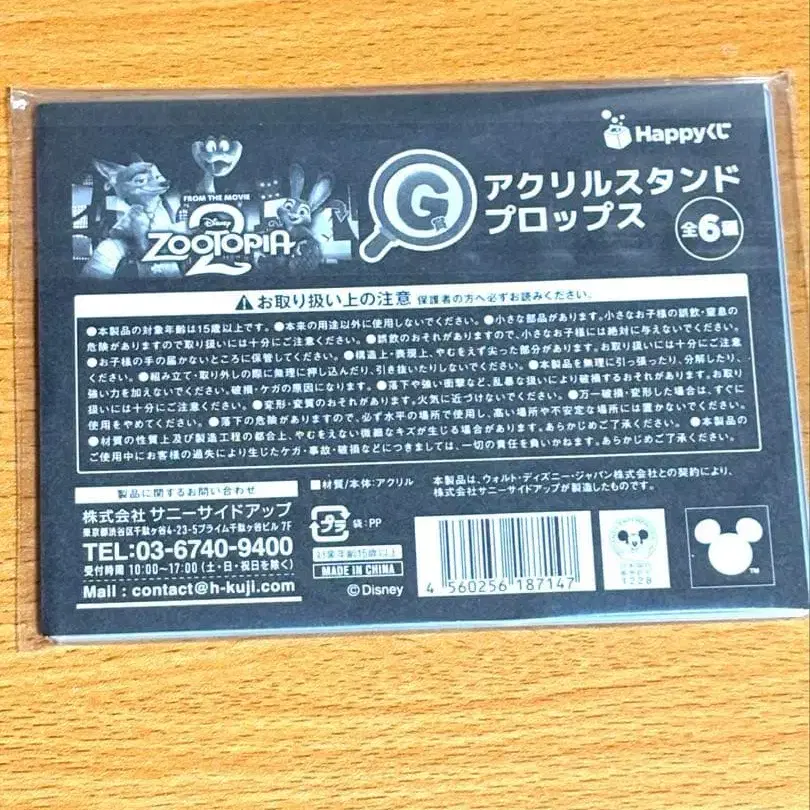 Happyくじ
FROM THE MOVIE
Disney
ZOOTOPIA
2
G賞
アクリルスタンド
プロップス
全6種
⚠お取り扱い上の注意 保護者の方へ必ずお読みください。
●本製品の対象年齢は15歳以上です。●本来の用途以外に使用しないでください。●小さな部品があります。小さなお子様の誤飲・窒息の
危険がありますので取り扱いには十分にご注意ください。●誤飲のおそれがありますので、小さなお子様には絶対に与えないでください。
●お子様の手の届かないところに保管してください。●構造上・表現上、やむをえず尖った部分があります。お取り扱いには十分にご注意
ください。●組み立て・取り外しの際に無理に押し込んだり、引き抜いたりしないでください。●本製品を無理に引っ張ったり、分解したり、
強い力を加えないでください。破損・ケガの原因になります。●落下や強い衝撃など、乱暴な扱いにより破損するおそれがあります。お取り
扱いには十分にご注意ください。●変形・変質のおそれがあります。火気に近づけないでください。●万一破損・変形した場合は、すぐに
使用をやめてください。●落下の危険がありますので、必ず水平の場所で使用し、高い場所や不安定な場所には置かないでください。
●材質の性質上及び製造工程の都合上、やむをえない微細なキズが生じる場合があります。あらかじめご了承ください。●本製品の
ご使用中にお客様の過失により生じたケガ・事故・破損などにつきましては、一切の責任を負いかねます。あらかじめご了承ください。
製品に関するお問い合わせ
株式会社 サニーサイドアップ
東京都渋谷区千駄ヶ谷4-23-5プライム千駄ヶ谷ビル 7F
TEL:03-6740-9400
受付時間 10:00~17:00 (土・日・祝日を除く)
Mail : contact@h-kuji.com
■材質/本体:アクリル
プラ 袋:PP
対象年齢15歳以上
MADE IN CHINA
©Disney
本製品は、ウォルト・ディズニー・ジャパン株式会社との契約により、
株式会社サニーサイドアップが製造したものです。
4 560256 187147
1228
TM